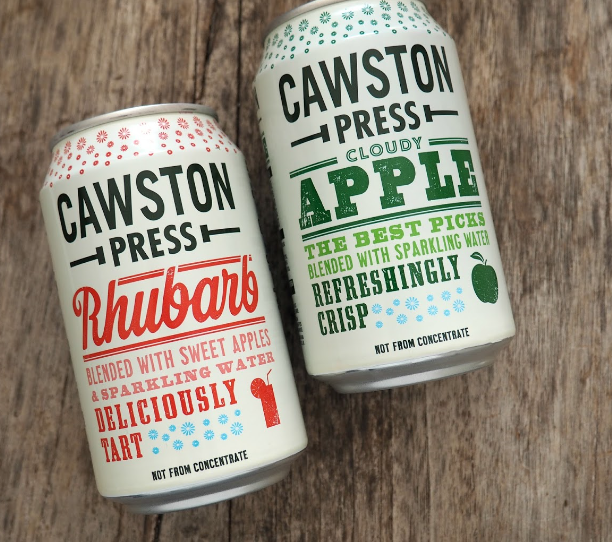 CAWSTON
PRESS
Rhubarb
BLENDED WITH SWEET APPLES
& SPARKLING WATER
DELICIOUSLY
TART
NOT FROM CONCENTRATE
CAWSTON
PRESS
CLOUDY
APPLE
THE BEST PICKS
BLENDED WITH SPARKLING WATER
REFRESHINGLY
CRISP
NOT FROM CONCENTRATE